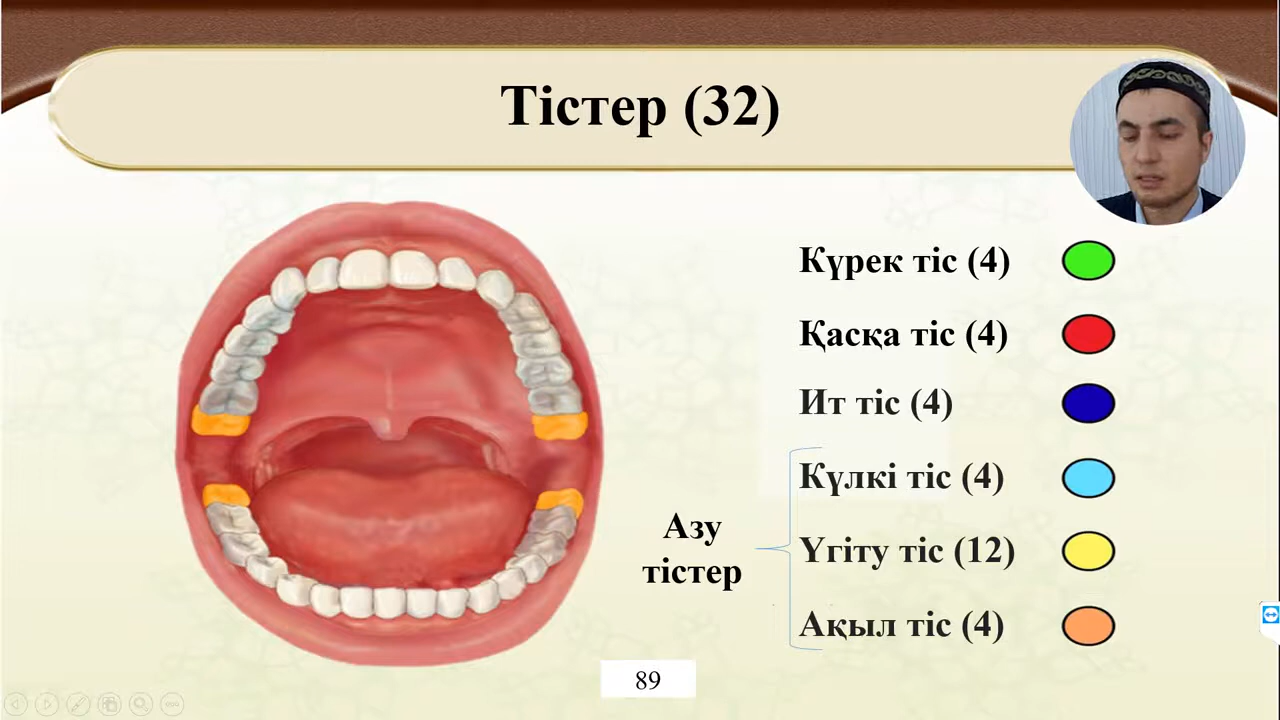 Тістер (32)
Күрек тіс (4)
Қасқа тіс (4)
Ит тіс (4)
Күлкі тіс (4)
Үгіту тіс (12)
Ақыл тіс (4)
Азу
тістер
89